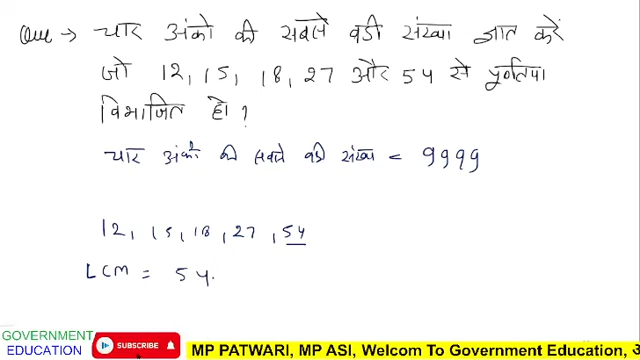 Que → चार अंको की सबसे बडी संख्या ज्ञात करें
जो 12, 15, 18, 27 और 54 से पूर्णतया
विभाजित हो ?
चार अंको की सबसे बडी संख्या = 9999
12, 15, 18, 27, 54
LCM = 54.
GOVERNMENT EDUCATION
SUBSCRIBE
MP PATWARI, MP ASI, Welcom To Government Education,